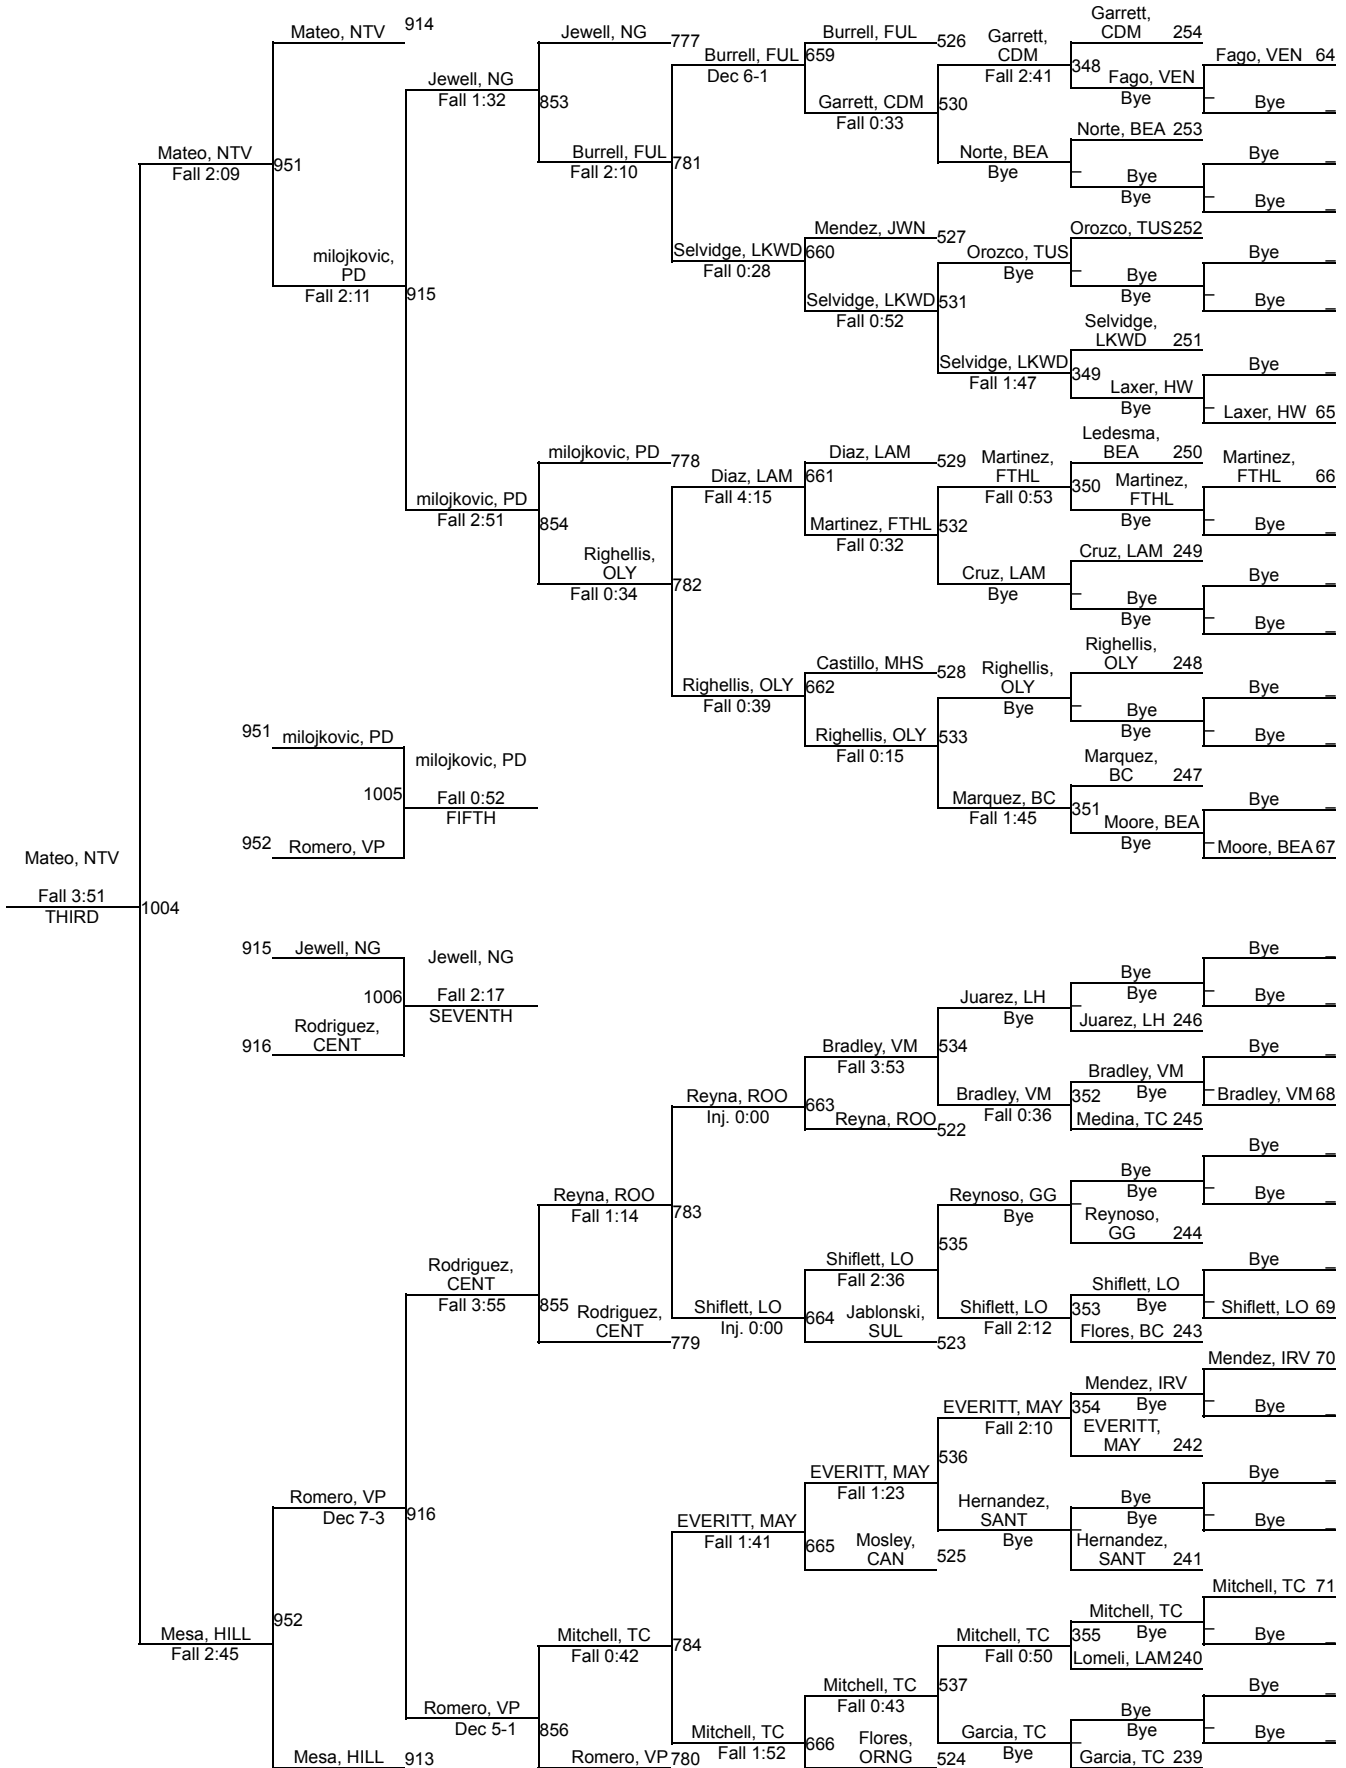 Mateo, NTV 914
Mateo, NTV
Fall 2:09
951
milojkovic,
PD
Fall 2:11
915
Jewell, NG
Fall 1:32
853
Jewell, NG 777
Burrell, FUL
Fall 2:10
781
Burrell, FUL
Dec 6-1
659
Burrell, FUL 526
Garrett, CDM
Fall 0:33
530
Garrett,
CDM
Fall 2:41
348
Garrett,
CDM 254
Fago, VEN
Bye
Fago, VEN 64
_ Bye _
Norte, BEA
Bye
Norte, BEA 253
_ Bye
Bye
Bye _
_ Bye _
Selvidge, LKWD
Fall 0:28
660
Mendez, JWN 527
Selvidge, LKWD
Fall 0:52
531
Orozco, TUS
Bye
Orozco, TUS 252
_ Bye
Bye
Bye _
_ Bye _
Selvidge, LKWD
Fall 1:47
349
Selvidge,
LKWD 251
Laxer, HW
Bye
Bye _
_ Laxer, HW 65
milojkovic, PD
Fall 2:51
854
milojkovic, PD 778
Righellis,
OLY
Fall 0:34
782
Diaz, LAM
Fall 4:15
661
Diaz, LAM 529
Martinez, FTHL
Fall 0:32
532
Martinez,
FTHL
Fall 0:53
350
Ledesma,
BEA 250
Martinez,
FTHL
Bye
Martinez,
FTHL 66
_ Bye _
Cruz, LAM
Bye
Cruz, LAM 249
_ Bye
Bye
Bye _
_ Bye _
Righellis, OLY
Fall 0:39
662
Castillo, MHS 528
Righellis, OLY
Fall 0:15
533
Righellis,
OLY
Bye
Righellis,
OLY 248
_ Bye
Bye
Bye _
_ Bye _
Marquez, BC
Fall 1:45
351
Marquez,
BC 247
Moore, BEA
Bye
Bye _
_ Moore, BEA 67
951 milojkovic, PD
milojkovic, PD
1005 Fall 0:52
FIFTH
952 Romero, VP
Mateo, NTV
Fall 3:51
THIRD
1004
915 Jewell, NG
Jewell, NG
1006 Fall 2:17
SEVENTH
Rodriguez,
916 CENT
Mesa, HILL
Fall 2:45
952
Romero, VP
Dec 7-3
916
Rodriguez,
CENT
Fall 3:55
855
Reyna, ROO
Fall 1:14
783
Reyna, ROO
Inj. 0:00
663
Bradley, VM
Fall 3:53
534
Juarez, LH
Bye
Bye
_ Bye
Juarez, LH 246
Bye _
_ Bye _
Bradley, VM
Fall 0:36
352
Bradley, VM
Bye
Medina, TC 245
Bye _
_ Bradley, VM 68
Reyna, ROO 522
Shiflett, LO
Inj. 0:00
664
Shiflett, LO
Fall 2:36
535
Reynoso, GG
Bye
Bye
_ Bye
Reynoso,
GG 244
Bye _
_ Bye _
Shiflett, LO
Fall 2:12
353
Shiflett, LO
Bye
Flores, BC 243
Bye _
_ Shiflett, LO 69
Jablonski,
SUL 523
Rodriguez,
CENT 779
Romero, VP
Dec 5-1
856
Mitchell, TC
Fall 0:42
784
EVERITT, MAY
Fall 1:41
665
EVERITT, MAY
Fall 1:23
536
EVERITT, MAY
Fall 2:10
354
Mendez, IRV
Bye
EVERITT,
MAY 242
Mendez, IRV 70
_ Bye _
Hernandez,
SANT
Bye
Bye
_ Bye
Hernandez,
SANT 241
Bye _
_ Bye _
Mosley,
CAN 525
Mitchell, TC
Fall 1:52
666
Mitchell, TC
Fall 0:43
537
Mitchell, TC
Fall 0:50
355
Mitchell, TC
Bye
Lomeli, LAM 240
Mitchell, TC 71
_ Bye _
Garcia, TC
Bye
Bye
_ Bye
Garcia, TC 239
Bye _
_ Bye _
Flores,
ORNG 524
Romero, VP 780
Mesa, HILL 913